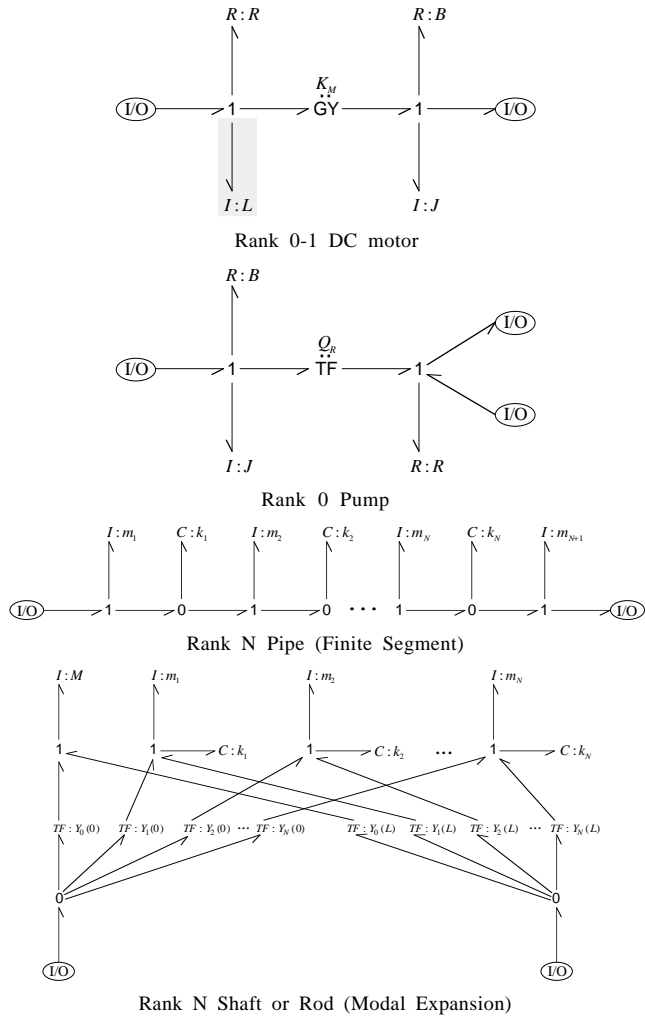 R : R R : B
K_M
I/O 1 GY 1 I/O
I : L I : J
Rank 0-1 DC motor
R : B
I/O
Q_R
I/O 1 TF 1
I/O
I : J R : R
Rank 0 Pump
I : m_1 C : k_1 I : m_2 C : k_2 I : m_N C : k_N I : m_{N+1}
I/O 1 0 1 0 ··· 1 0 1 I/O
Rank N Pipe (Finite Segment)
I : M I : m_1 I : m_2 I : m_N
1 1 C : k_1 1 C : k_2 ··· 1 C : k_N
TF : Y_0(0) TF : Y_1(0) TF : Y_2(0) ··· TF : Y_N(0) TF : Y_0(L) TF : Y_1(L) TF : Y_2(L) ··· TF : Y_N(L)
0 0
I/O I/O
Rank N Shaft or Rod (Modal Expansion)